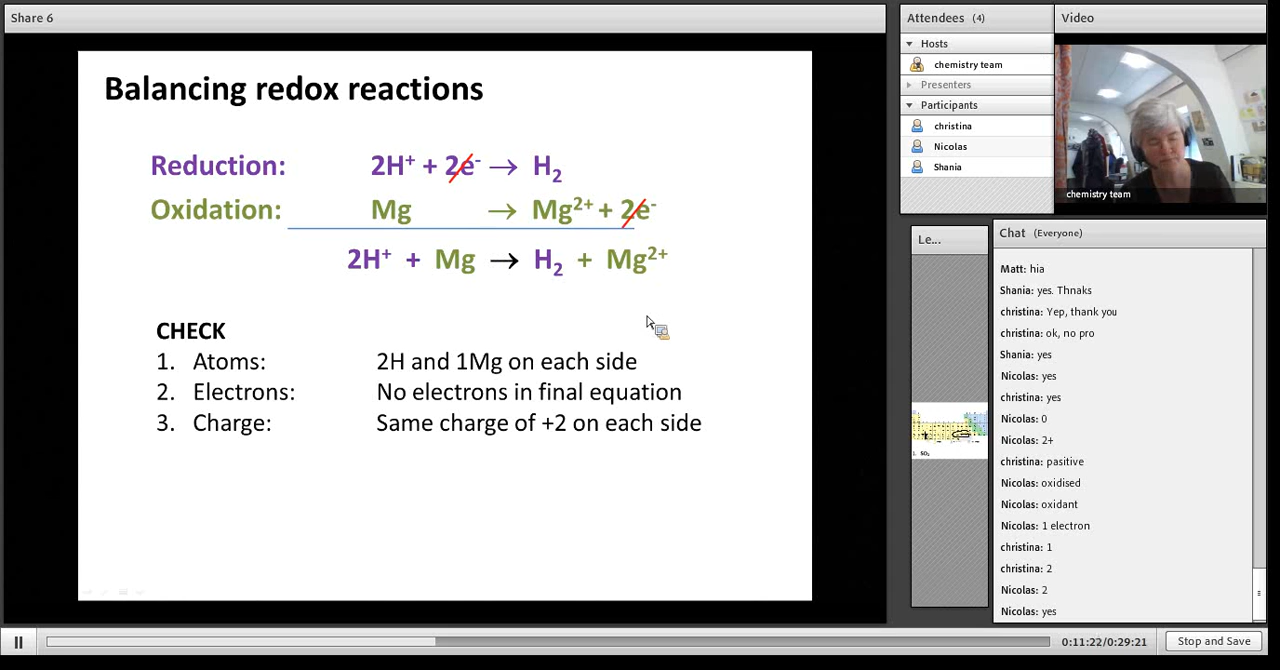 Share 6
Balancing redox reactions
Reduction: 2H⁺ + 2e⁻ → H₂
Oxidation: Mg → Mg²⁺ + 2e⁻
2H⁺ + Mg → H₂ + Mg²⁺
CHECK
1. Atoms: 2H and 1Mg on each side
2. Electrons: No electrons in final equation
3. Charge: Same charge of +2 on each side
Attendees (4)
Hosts
chemistry team
Presenters
Participants
christina
Nicolas
Shania
Video
chemistry team
Le...
Chat (Everyone)
Matt: hia
Shania: yes. Thnaks
christina: Yep, thank you
christina: ok, no pro
Shania: yes
Nicolas: yes
christina: yes
Nicolas: 0
Nicolas: 2+
christina: pasitive
Nicolas: oxidised
Nicolas: oxidant
Nicolas: 1 electron
christina: 1
christina: 2
Nicolas: 2
Nicolas: yes
0:11:22/0:29:21
Stop and Save